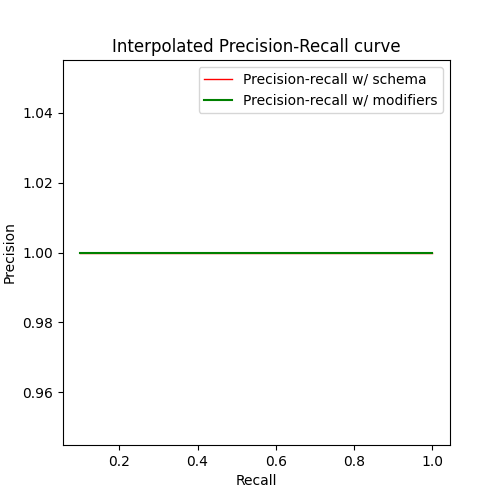 Interpolated Precision-Recall curve
Precision-recall w/ schema
Precision-recall w/ modifiers
1.04
1.02
1.00
0.98
0.96
Precision
0.2 0.4 0.6 0.8 1.0
Recall